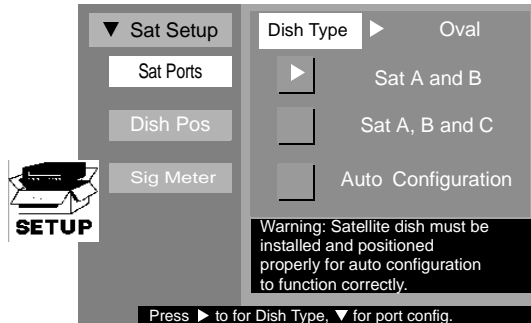 ▼ Sat Setup
Sat Ports
Dish Pos
Sig Meter
SETUP
Dish Type ▶ Oval
▶ Sat A and B
Sat A, B and C
Auto Configuration
Warning: Satellite dish must be
installed and positioned
properly for auto configuration
to function correctly.
Press ▶ to for Dish Type, ▼ for port config.